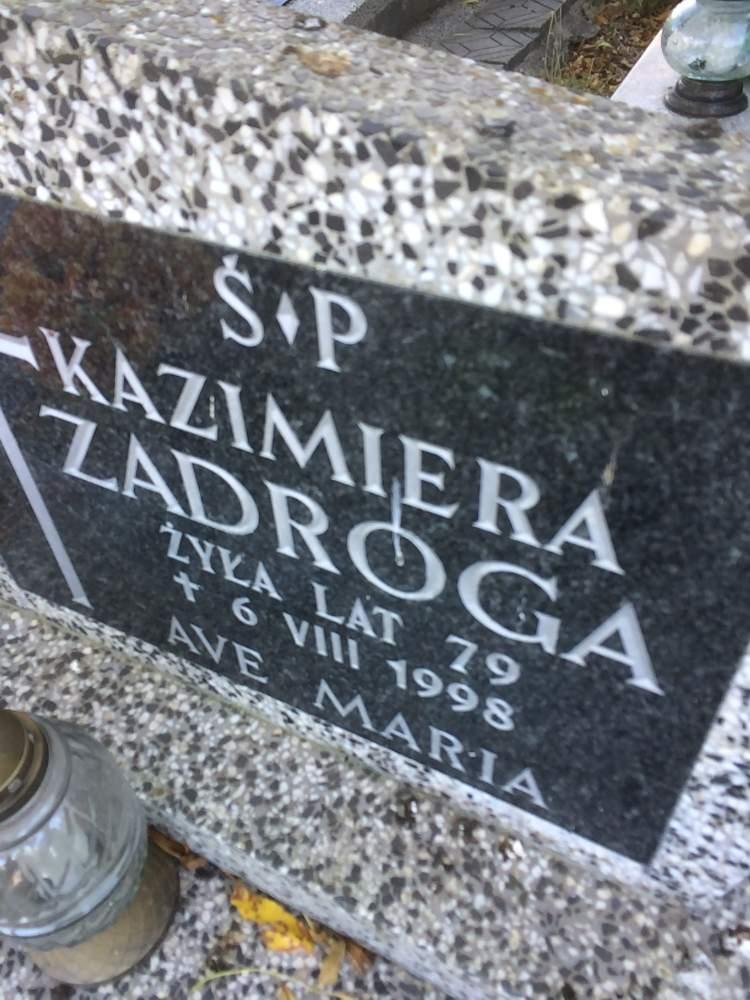 Ś♦P
KAZIMIERA
ZADROGA
ŻYŁA LAT 79
✝ 6 VIII 1998
AVE MARIA